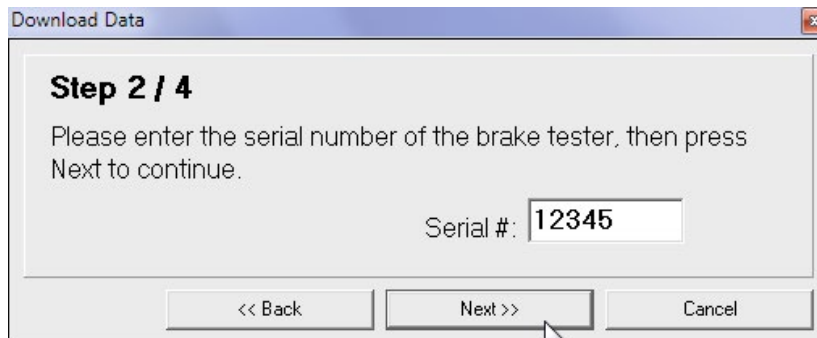 Download Data
Step 2 / 4
Please enter the serial number of the brake tester, then press
Next to continue.
Serial #: 12345
<< Back Next >> Cancel